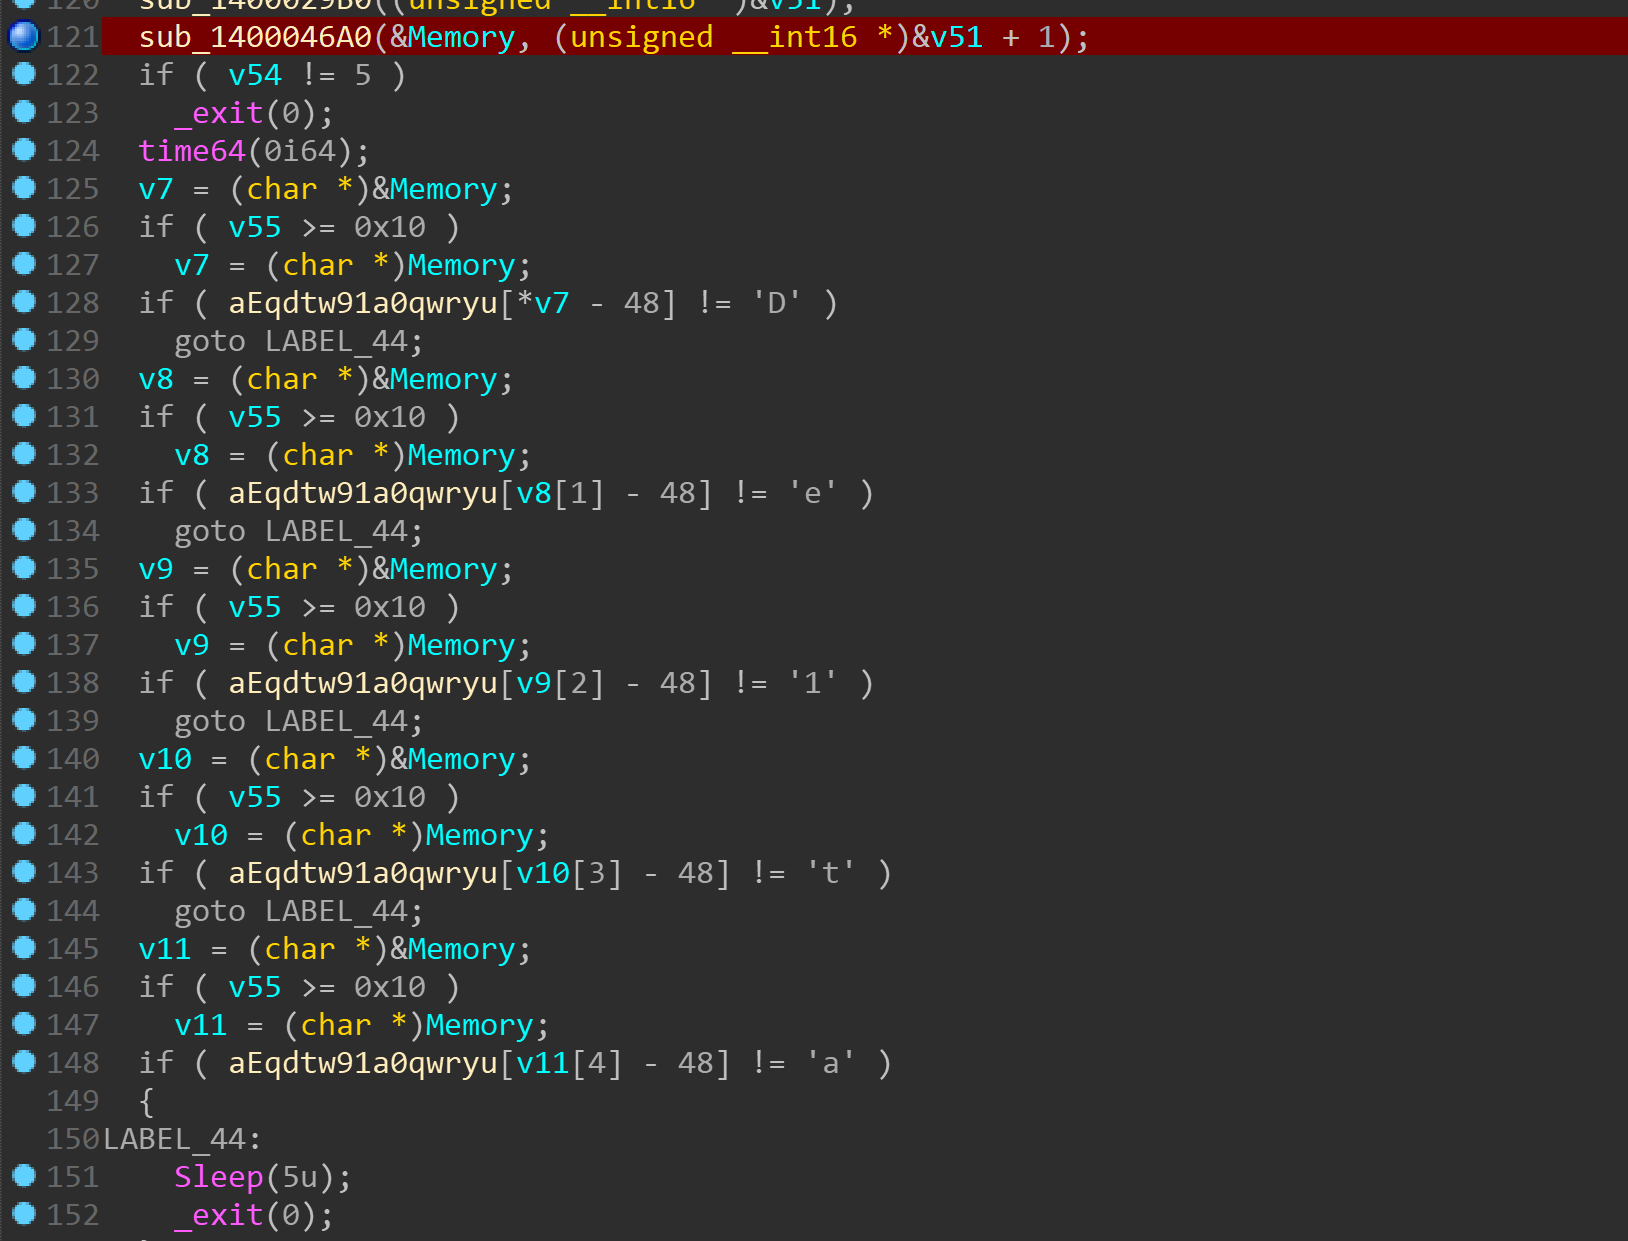 120 sub_1400029B0((unsigned __int16 *)&v51);
121 sub_1400046A0(&Memory, (unsigned __int16 *)&v51 + 1);
122 if ( v54 != 5 )
123 _exit(0);
124 time64(0i64);
125 v7 = (char *)&Memory;
126 if ( v55 >= 0x10 )
127 v7 = (char *)Memory;
128 if ( aEqdtw91a0qwryu[*v7 - 48] != 'D' )
129 goto LABEL_44;
130 v8 = (char *)&Memory;
131 if ( v55 >= 0x10 )
132 v8 = (char *)Memory;
133 if ( aEqdtw91a0qwryu[v8[1] - 48] != 'e' )
134 goto LABEL_44;
135 v9 = (char *)&Memory;
136 if ( v55 >= 0x10 )
137 v9 = (char *)Memory;
138 if ( aEqdtw91a0qwryu[v9[2] - 48] != '1' )
139 goto LABEL_44;
140 v10 = (char *)&Memory;
141 if ( v55 >= 0x10 )
142 v10 = (char *)Memory;
143 if ( aEqdtw91a0qwryu[v10[3] - 48] != 't' )
144 goto LABEL_44;
145 v11 = (char *)&Memory;
146 if ( v55 >= 0x10 )
147 v11 = (char *)Memory;
148 if ( aEqdtw91a0qwryu[v11[4] - 48] != 'a' )
149 {
150 LABEL_44:
151 Sleep(5u);
152 _exit(0);